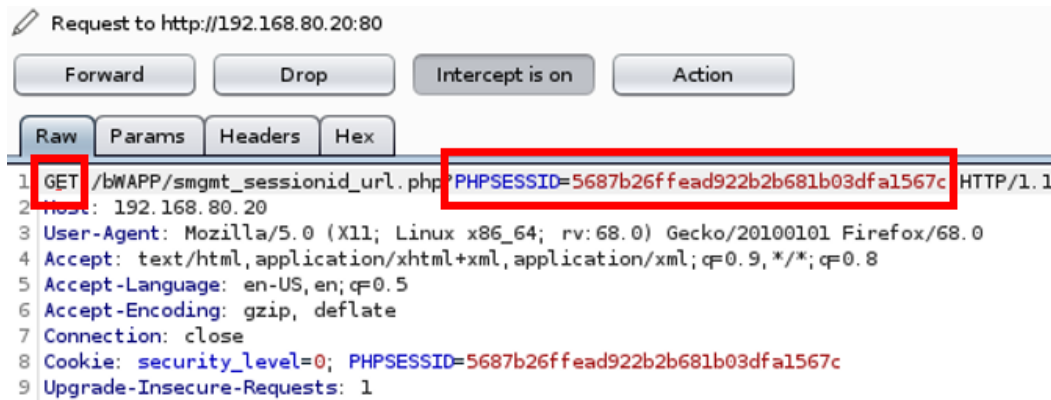 Request to http://192.168.80.20:80
Forward Drop Intercept is on Action
Raw Params Headers Hex
1 GET /bWAPP/smgmt_sessionid_url.php?PHPSESSID=5687b26ffead922b2b681b03dfa1567c HTTP/1.1
2 Host: 192.168.80.20
3 User-Agent: Mozilla/5.0 (X11; Linux x86_64; rv:68.0) Gecko/20100101 Firefox/68.0
4 Accept: text/html,application/xhtml+xml,application/xml;q=0.9,*/*;q=0.8
5 Accept-Language: en-US,en;q=0.5
6 Accept-Encoding: gzip, deflate
7 Connection: close
8 Cookie: security_level=0; PHPSESSID=5687b26ffead922b2b681b03dfa1567c
9 Upgrade-Insecure-Requests: 1